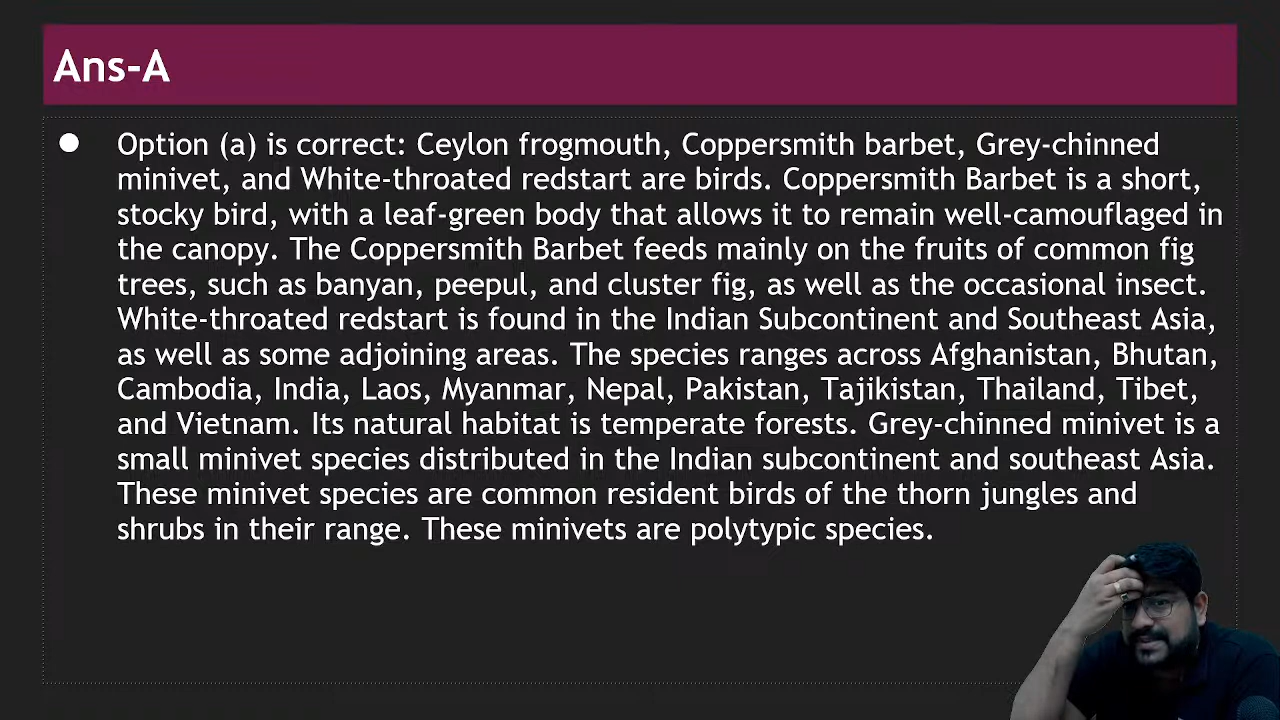 Ans-A
Option (a) is correct: Ceylon frogmouth, Coppersmith barbet, Grey-chinned
minivet, and White-throated redstart are birds. Coppersmith Barbet is a short,
stocky bird, with a leaf-green body that allows it to remain well-camouflaged in
the canopy. The Coppersmith Barbet feeds mainly on the fruits of common fig
trees, such as banyan, peepul, and cluster fig, as well as the occasional insect.
White-throated redstart is found in the Indian Subcontinent and Southeast Asia,
as well as some adjoining areas. The species ranges across Afghanistan, Bhutan,
Cambodia, India, Laos, Myanmar, Nepal, Pakistan, Tajikistan, Thailand, Tibet,
and Vietnam. Its natural habitat is temperate forests. Grey-chinned minivet is a
small minivet species distributed in the Indian subcontinent and southeast Asia.
These minivet species are common resident birds of the thorn jungles and
shrubs in their range. These minivets are polytypic species.